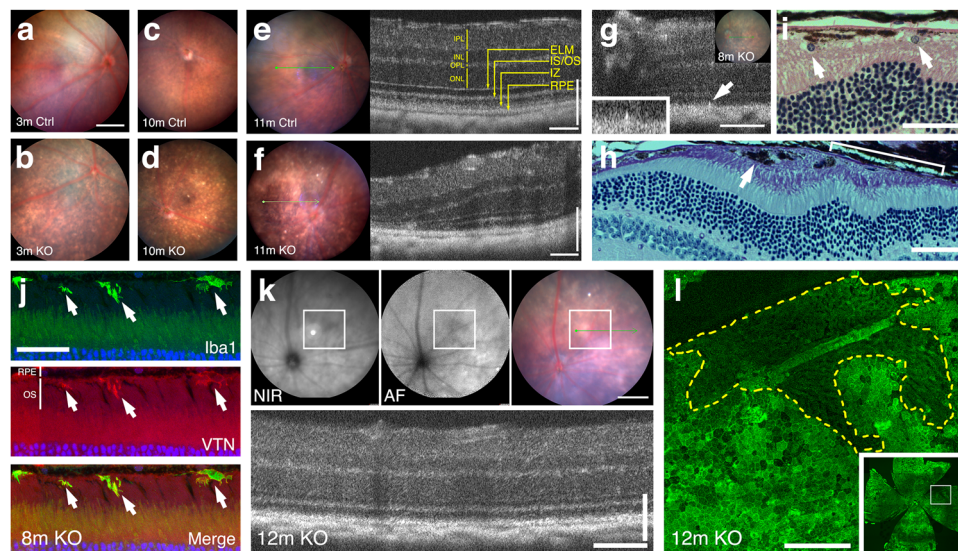 a
3m Ctrl
c
10m Ctrl
e
11m Ctrl
IPL
INL
OPL
ONL
ELM
IS/OS
IZ
RPE
g
8m KO
i
b
3m KO
d
10m KO
f
11m KO
h
j
Iba1
RPE
OS
VTN
8m KO
Merge
k
NIR
AF
12m KO
l
12m KO